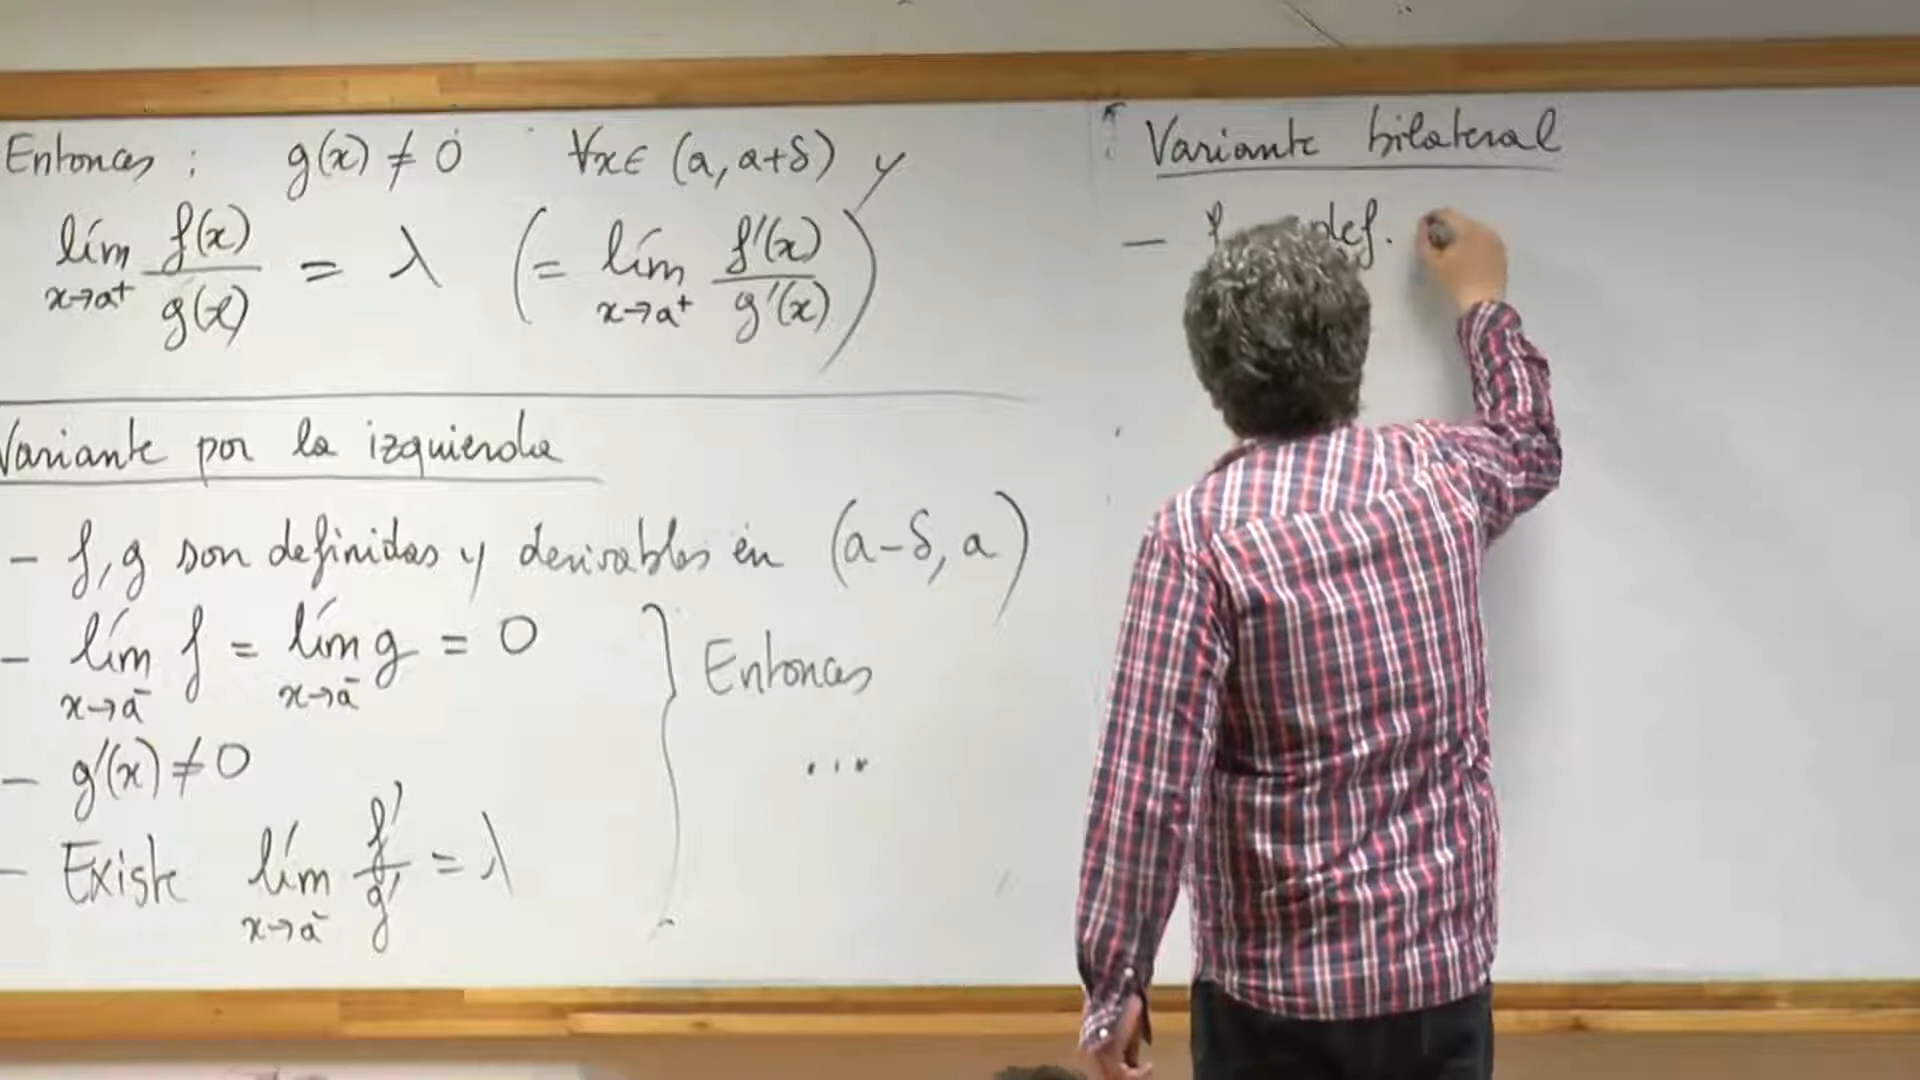 Entonces : g(x) ≠ 0 ∀x∈ (a, a+δ) y
lím x→a⁺ f(x)/g(x) = λ (= lím x→a⁺ f'(x)/g'(x))
Variante por la izquierda
- f, g son definidas y derivables en (a-δ, a)
- lím x→a⁻ f = lím x→a⁻ g = 0
- g'(x) ≠ 0
- Existe lím x→a⁻ f'/g' = λ
} Entonces
...
Variante bilateral
- def.